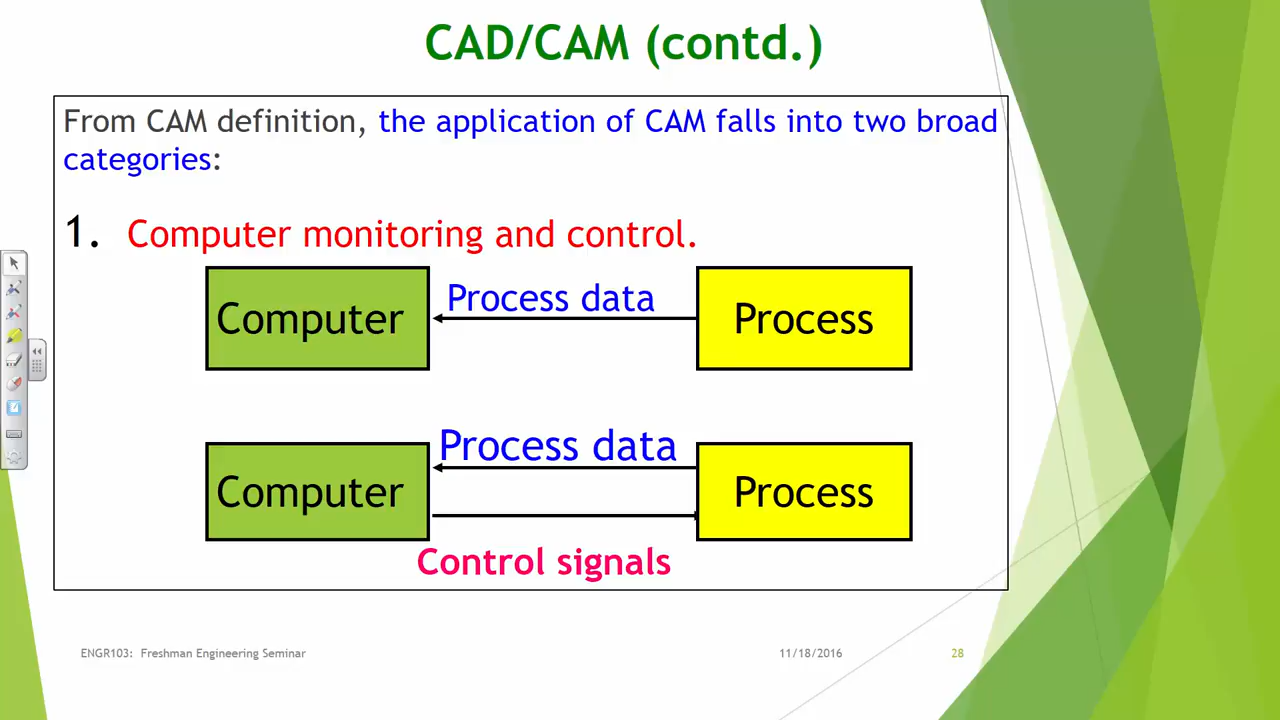 CAD/CAM (contd.)
From CAM definition, the application of CAM falls into two broad
categories:
1. Computer monitoring and control.
Computer
Process data
Process
Computer
Process data
Process
Control signals
ENGR103: Freshman Engineering Seminar
11/18/2016
28